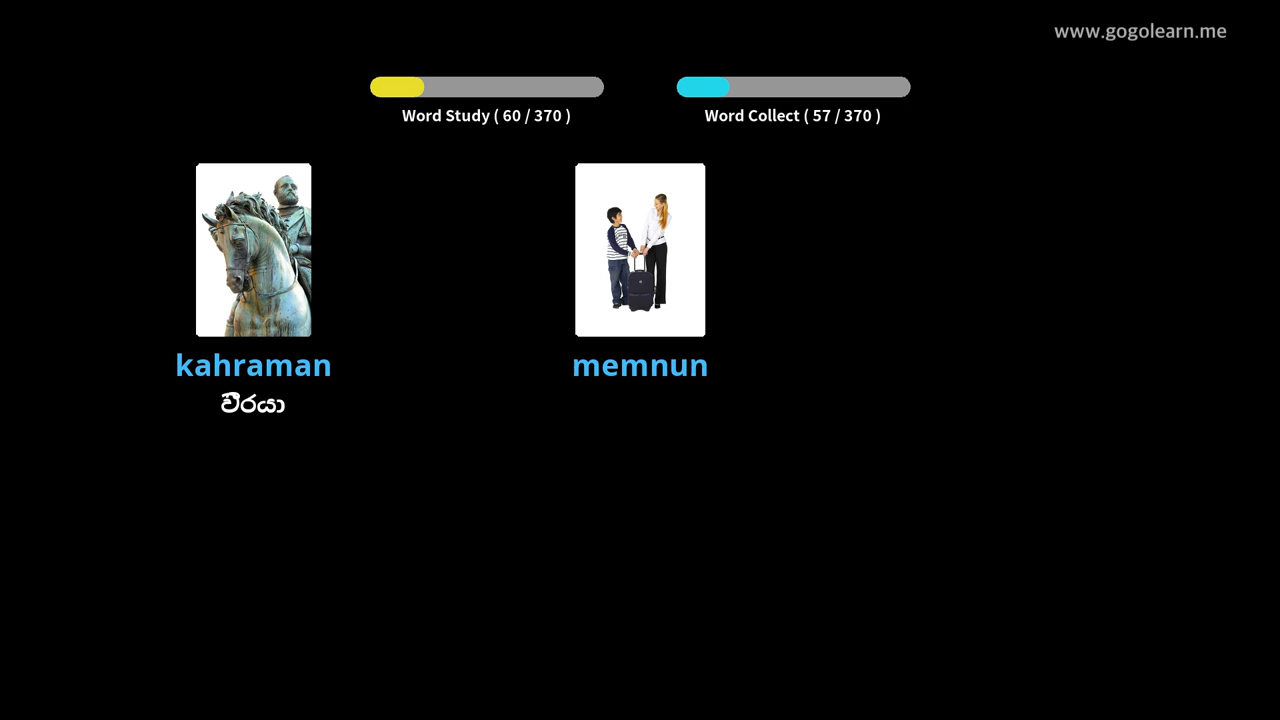 www.gogolearn.me
Word Study ( 60 / 370 )
Word Collect ( 57 / 370 )
kahraman
memnun
වීරයා